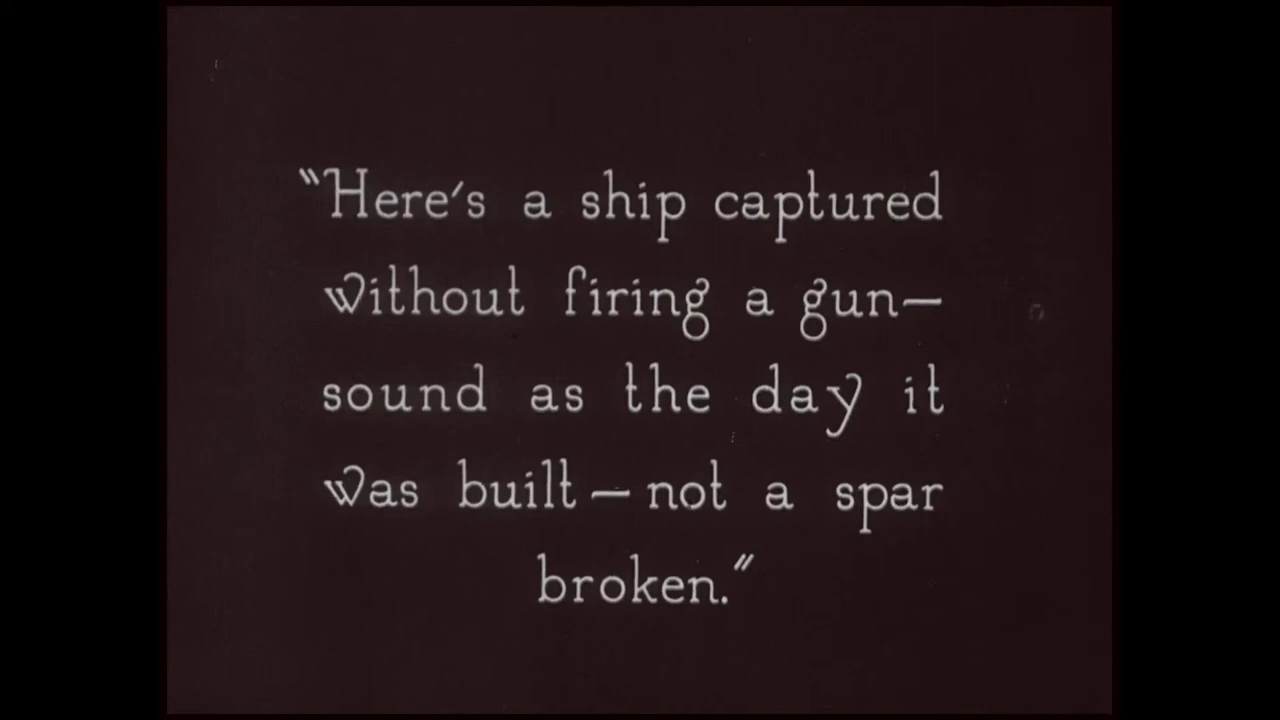 "Here's a ship captured
without firing a gun—
sound as the day it
was built — not a spar
broken."